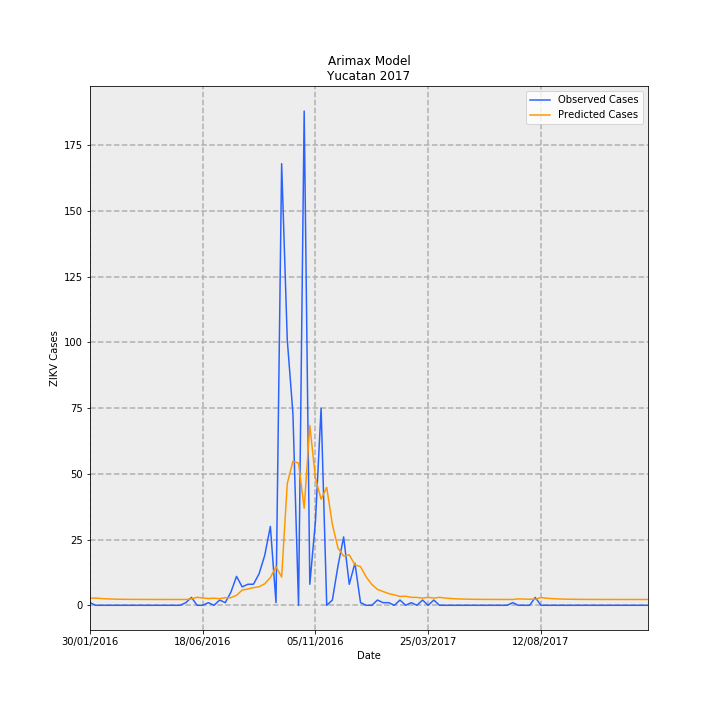 Arimax Model
Yucatan 2017
Observed Cases
Predicted Cases
ZIKV Cases
175
150
125
100
75
50
25
0
30/01/2016
18/06/2016
05/11/2016
25/03/2017
12/08/2017
Date